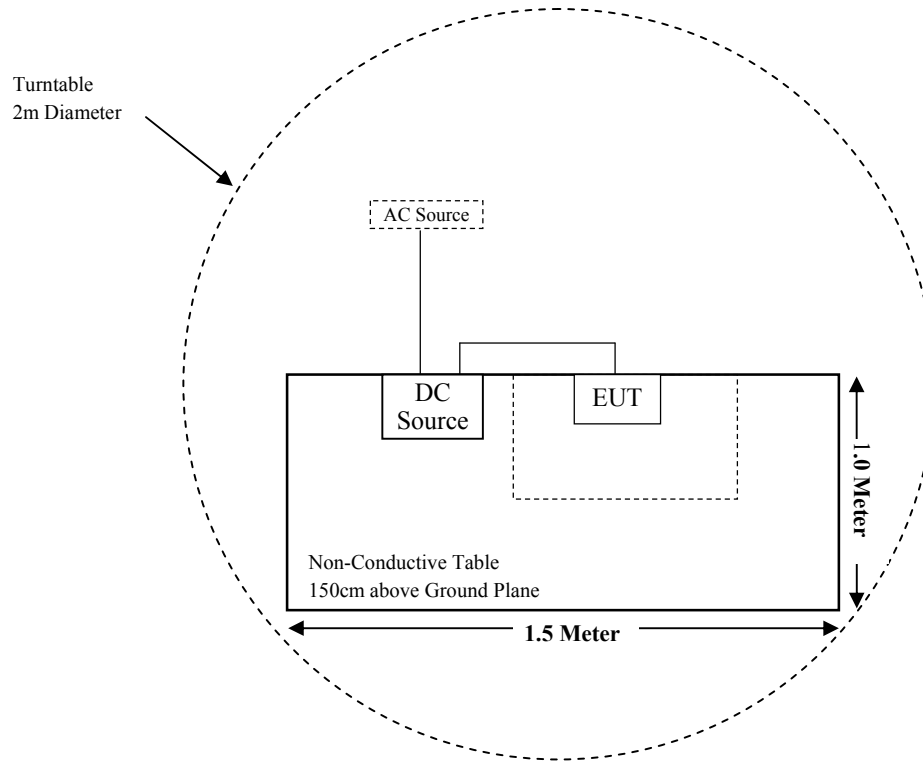 Turntable
2m Diameter
AC Source
DC
Source
EUT
1.0 Meter
Non-Conductive Table
150cm above Ground Plane
1.5 Meter